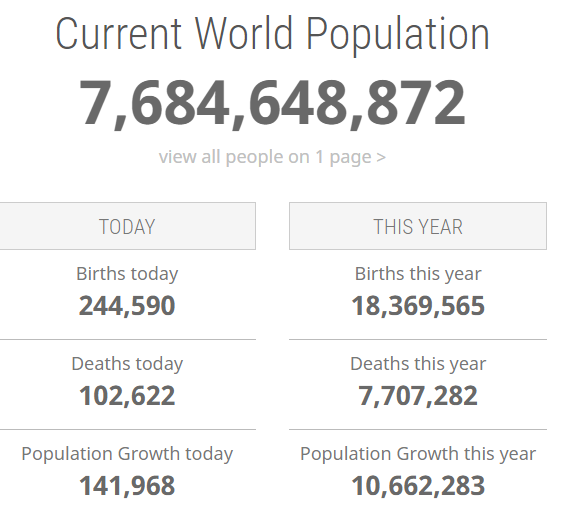 Current World Population
7,684,648,872
view all people on 1 page >
TODAY
Births today
244,590
Deaths today
102,622
Population Growth today
141,968
THIS YEAR
Births this year
18,369,565
Deaths this year
7,707,282
Population Growth this year
10,662,283